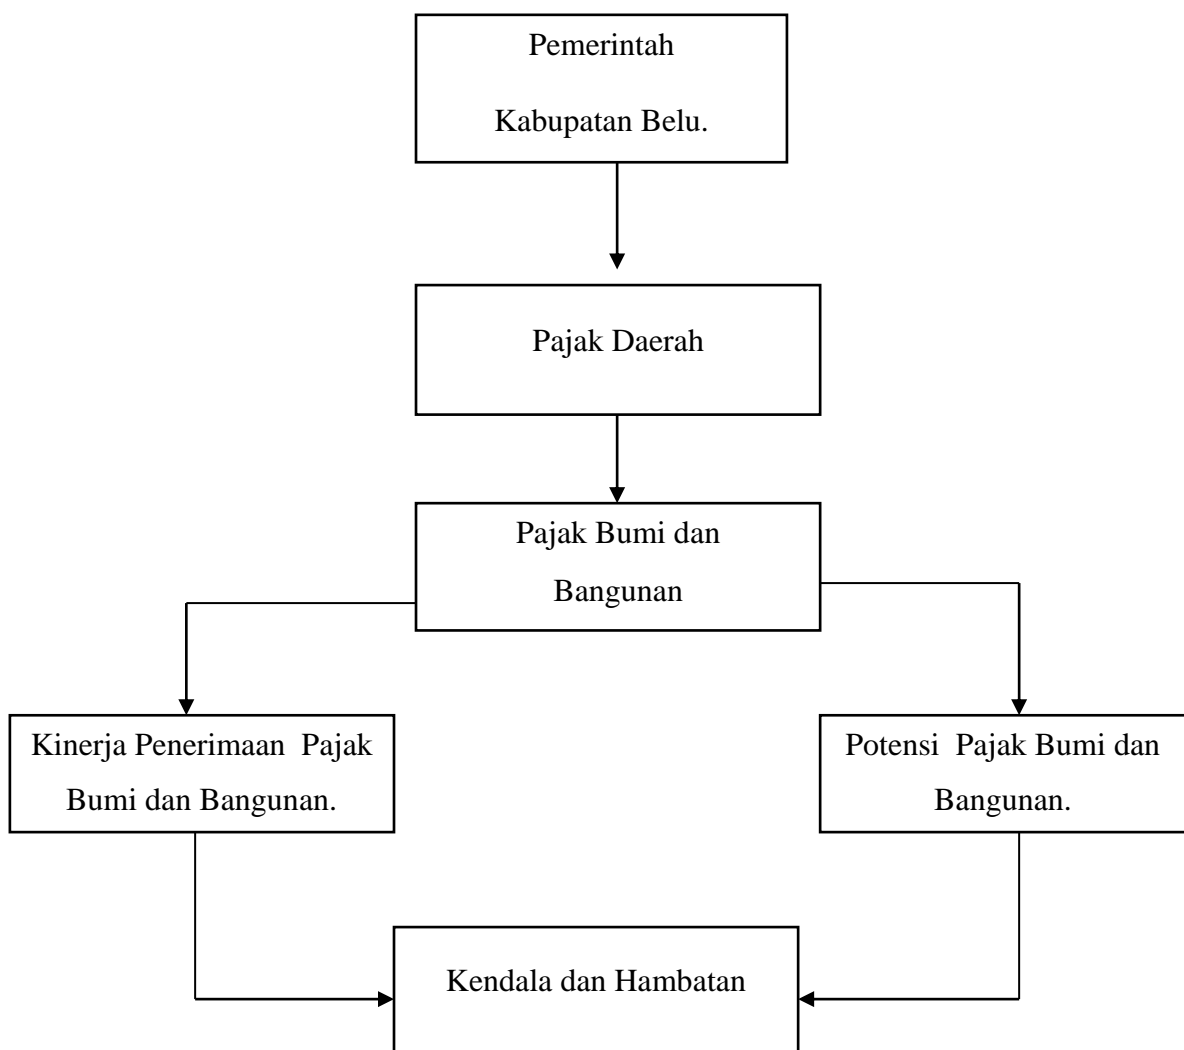 Pemerintah
Kabupatan Belu.
Pajak Daerah
Pajak Bumi dan
Bangunan
Kinerja Penerimaan  Pajak
Bumi dan Bangunan.
Potensi  Pajak Bumi dan
Bangunan.
Kendala dan Hambatan